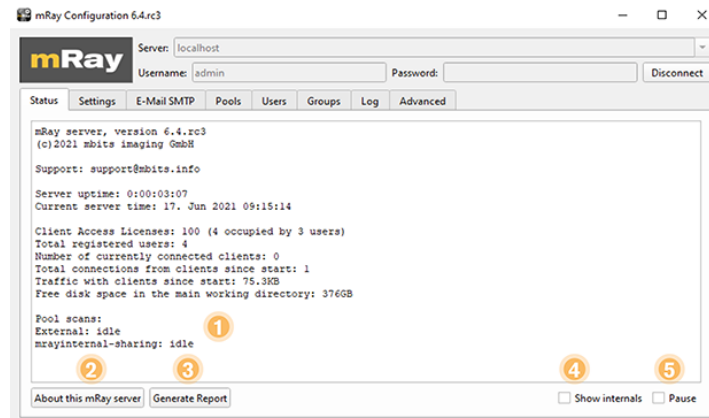 mRay Configuration 6.4.rc3
mRay
Server: localhost
Username: admin Password: Disconnect
Status Settings E-Mail SMTP Pools Users Groups Log Advanced
mRay server, version 6.4.rc3
(c)2021 mbits imaging GmbH
Support: support@mbits.info
Server uptime: 0:00:03:07
Current server time: 17. Jun 2021 09:15:14
Client Access Licenses: 100 (4 occupied by 3 users)
Total registered users: 4
Number of currently connected clients: 0
Total connections from clients since start: 1
Traffic with clients since start: 75.3KB
Free disk space in the main working directory: 376GB
Pool scans:
External: idle
mrayinternal-sharing: idle
1
2 3 4 5
About this mRay server Generate Report Show internals Pause